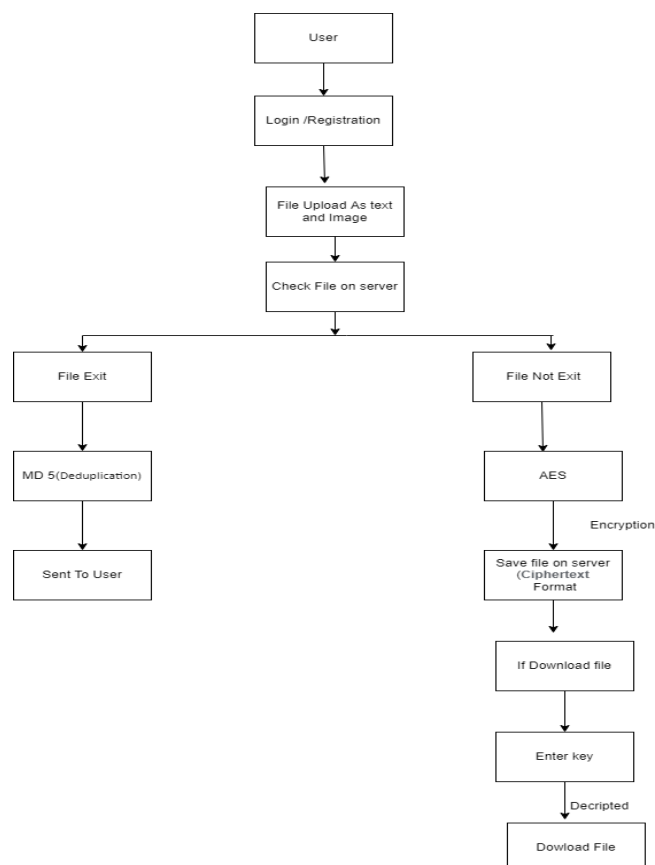 User
Login /Registration
File Upload As text
and Image
Check File on server
File Exit
File Not Exit
MD 5(Deduplication)
AES
Encryption
Sent To User
Save file on server
(Ciphertext
Format
If Download file
Enter key
Decripted
Dowload File